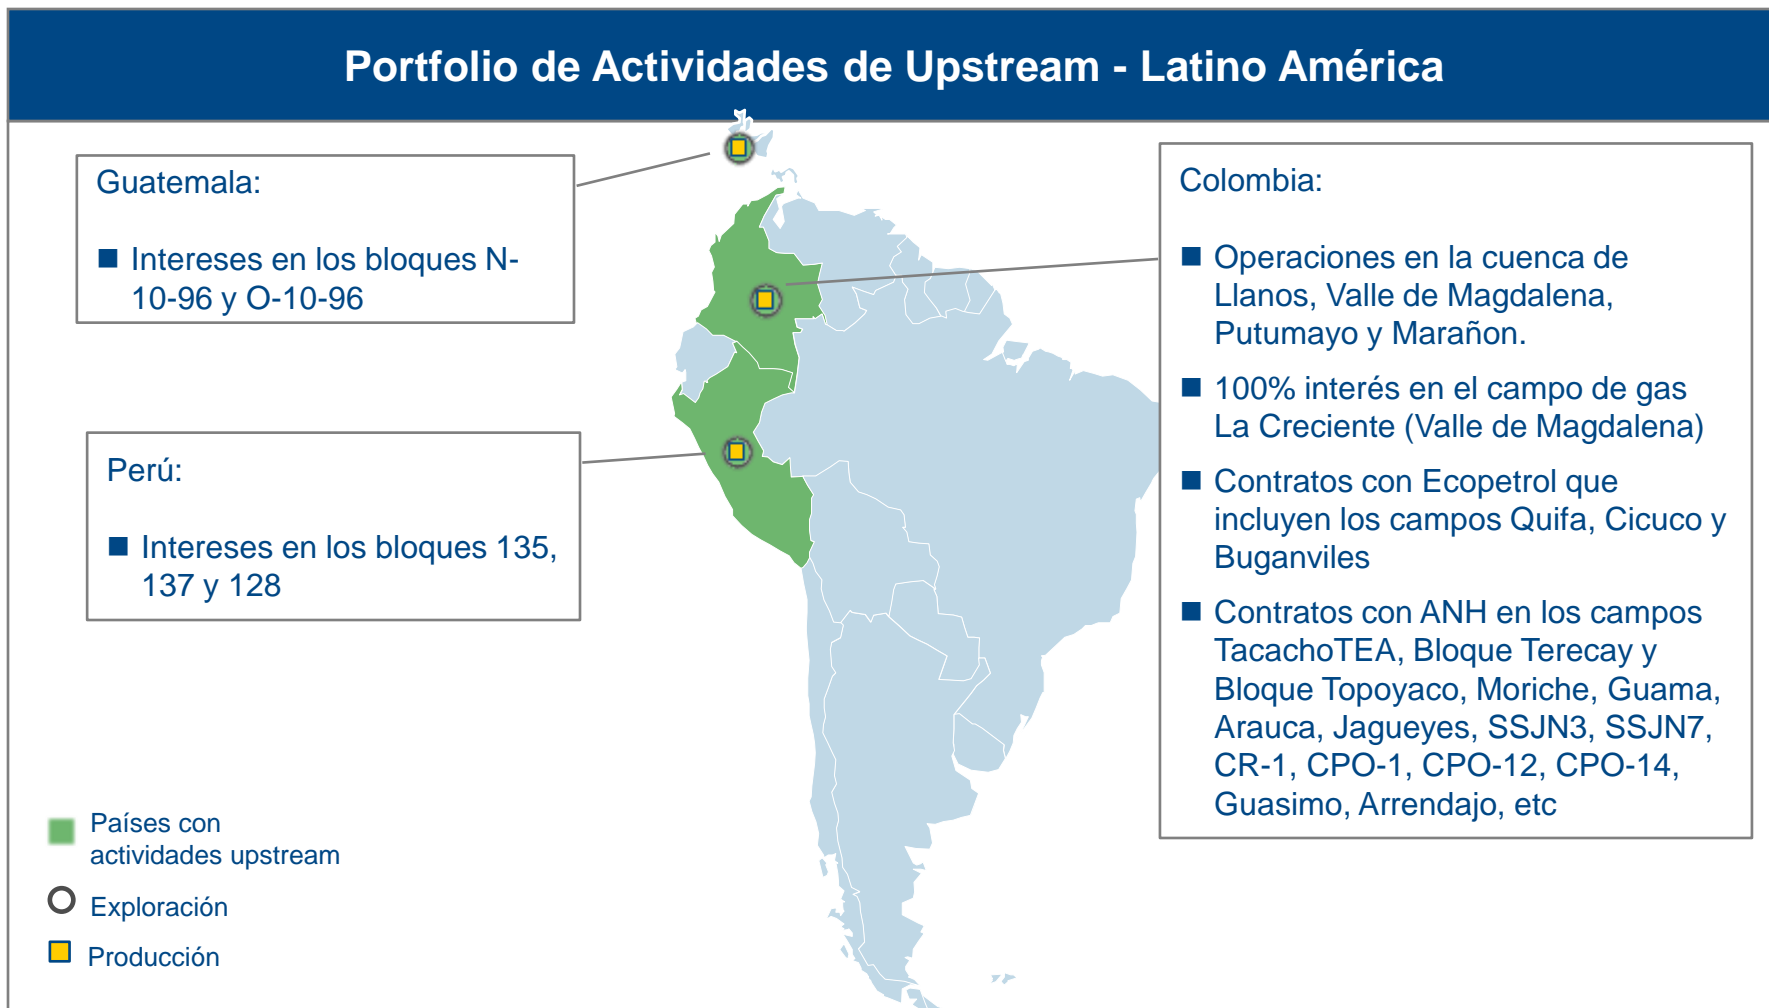 Portfolio de Actividades de Upstream - Latino América
Guatemala:
Intereses en los bloques N-
10-96 y O-10-96
Perú:
Intereses en los bloques 135,
137 y 128
Colombia:
Operaciones en la cuenca de
Llanos, Valle de Magdalena,
Putumayo y Marañon.
100% interés en el campo de gas
La Creciente (Valle de Magdalena)
Contratos con Ecopetrol que
incluyen los campos Quifa, Cicuco y
Buganviles
Contratos con ANH en los campos
TacachoTEA, Bloque Terecay y
Bloque Topoyaco, Moriche, Guama,
Arauca, Jagueyes, SSJN3, SSJN7,
CR-1, CPO-1, CPO-12, CPO-14,
Guasimo, Arrendajo, etc
Países con
actividades upstream
Exploración
Producción